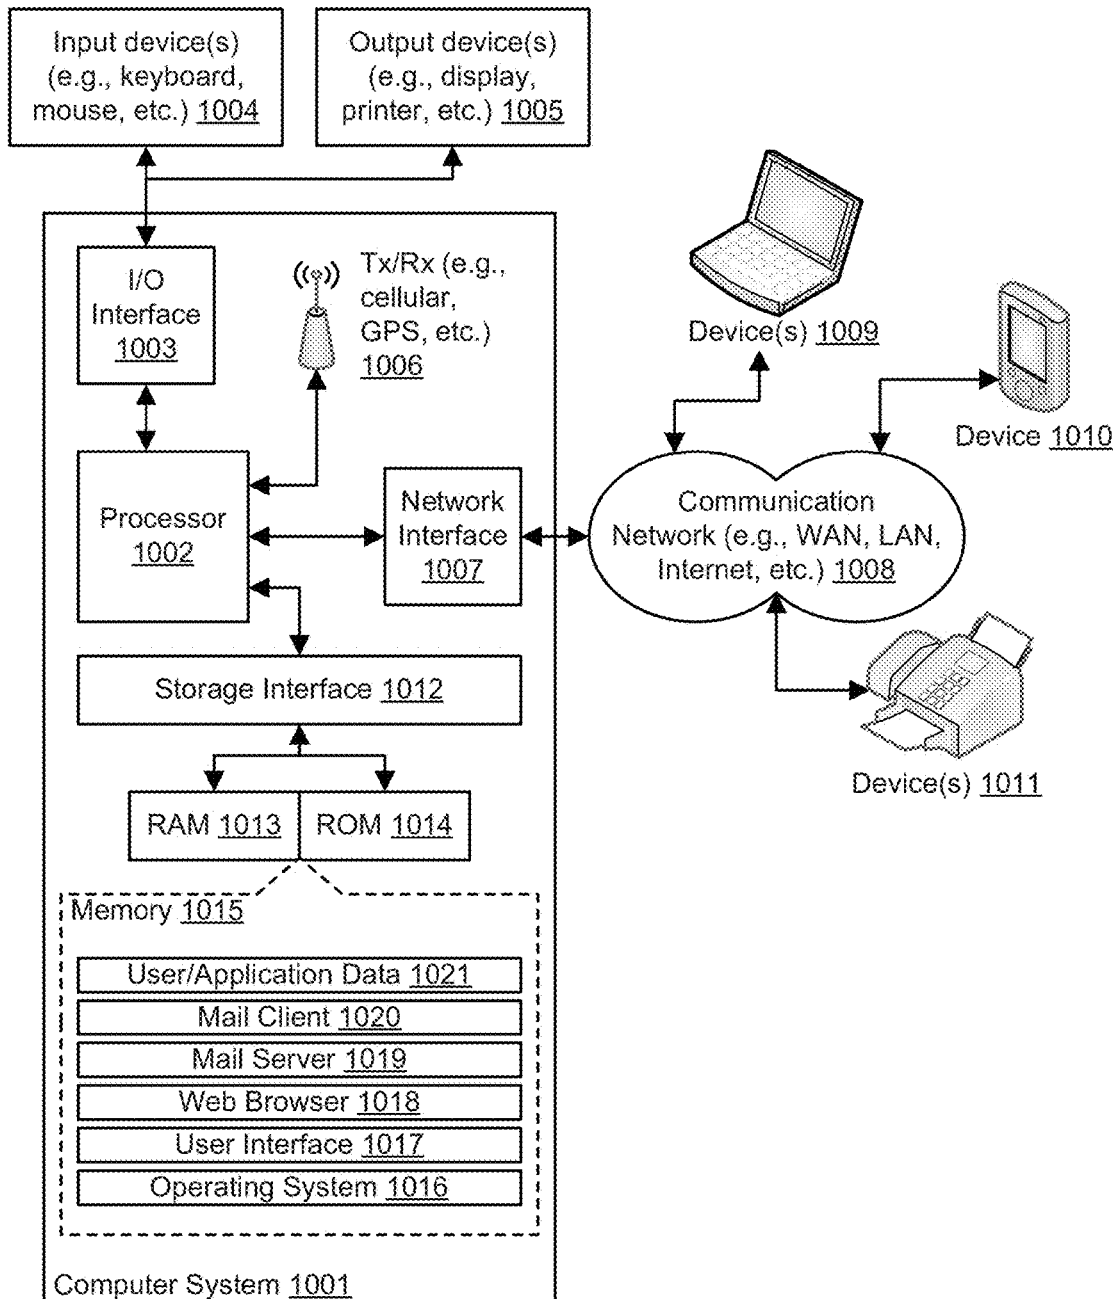 Input device(s)
(e.g., keyboard,
mouse, etc.) 1004
Output device(s)
(e.g., display,
printer, etc.) 1005
I/O
Interface
1003
Tx/Rx (e.g.,
cellular,
GPS, etc.)
1006
Device(s) 1009
Device 1010
Processor
1002
Network
Interface
1007
Communication
Network (e.g., WAN, LAN,
Internet, etc.) 1008
Storage Interface 1012
Device(s) 1011
RAM 1013
ROM 1014
Memory 1015
User/Application Data 1021
Mail Client 1020
Mail Server 1019
Web Browser 1018
User Interface 1017
Operating System 1016
Computer System 1001